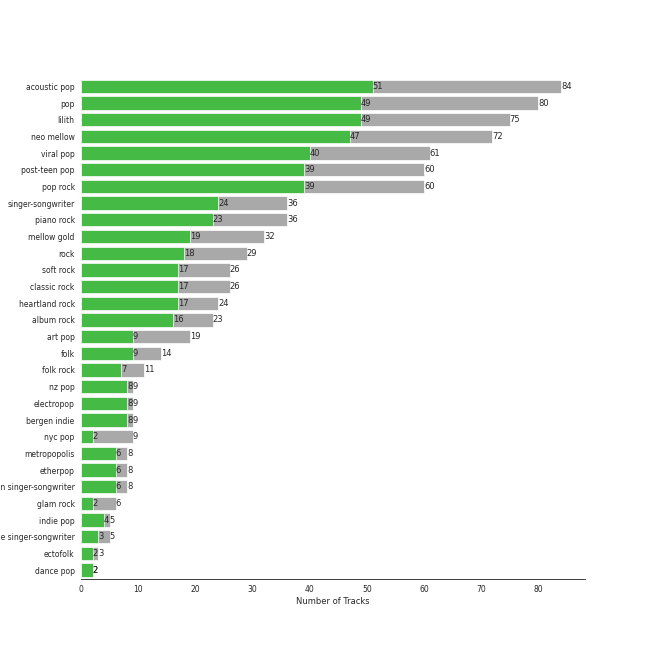 acoustic pop 51 84
pop 49 80
lilith 49 75
neo mellow 47 72
viral pop 40 61
post-teen pop 39 60
pop rock 39 60
singer-songwriter 24 36
piano rock 23 36
mellow gold 19 32
rock 18 29
soft rock 17 26
classic rock 17 26
heartland rock 17 24
album rock 16 23
art pop 9 19
folk 9 14
folk rock 7 11
nz pop 8 9
electropop 8 9
bergen indie 8 9
nyc pop 2 9
metropopolis 6 8
etherpop 6 8
n singer-songwriter 6 8
glam rock 2 6
indie pop 4 5
e singer-songwriter 3 5
ectofolk 2 3
dance pop 2 2
0 10 20 30 40 50 60 70 80
Number of Tracks